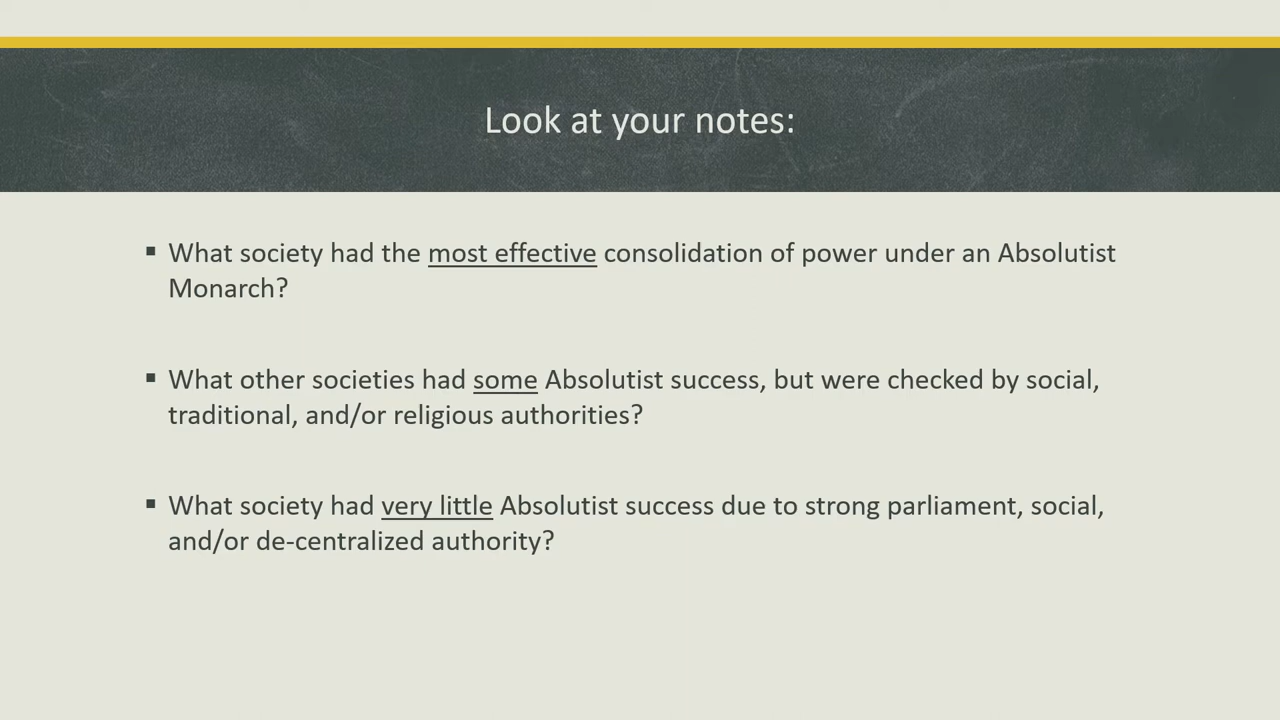 Look at your notes:
▪ What society had the most effective consolidation of power under an Absolutist
Monarch?
▪ What other societies had some Absolutist success, but were checked by social,
traditional, and/or religious authorities?
▪ What society had very little Absolutist success due to strong parliament, social,
and/or de-centralized authority?